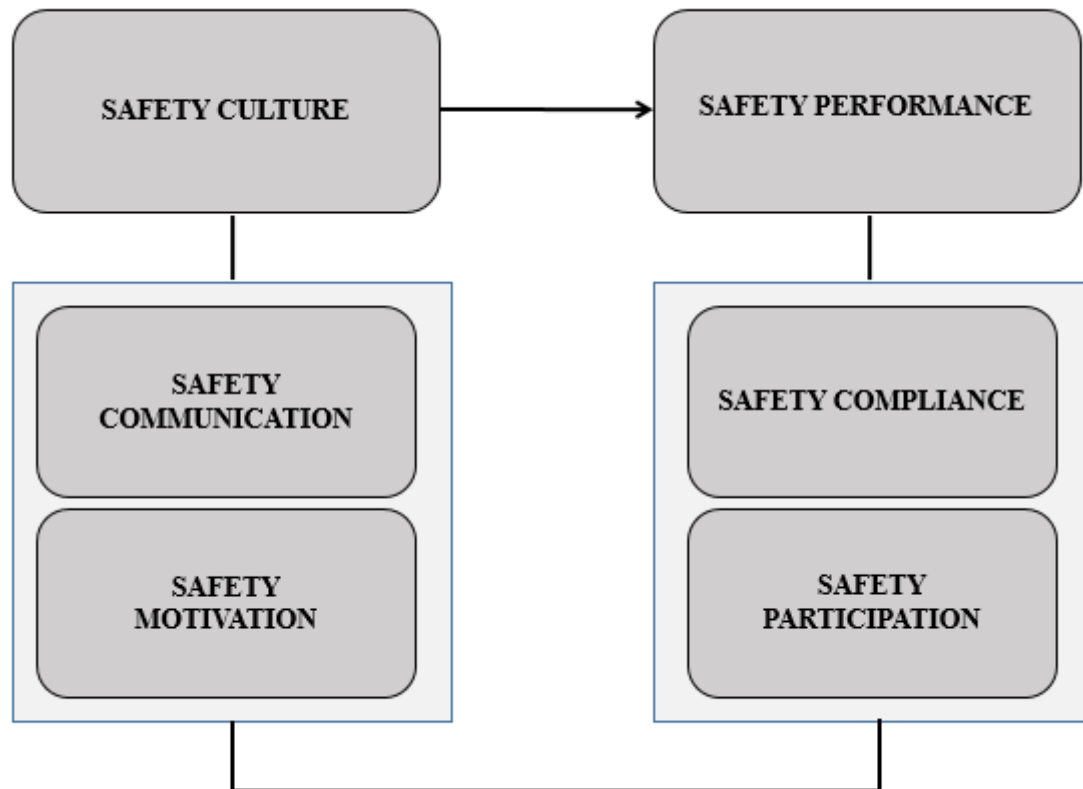 SAFETY CULTURE
SAFETY PERFORMANCE
SAFETY
COMMUNICATION
SAFETY COMPLIANCE
SAFETY
MOTIVATION
SAFETY
PARTICIPATION